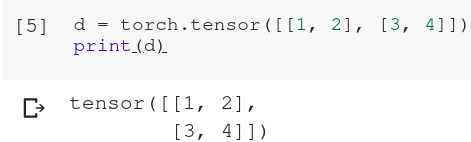 [5] d = torch.tensor([[1, 2], [3, 4]])
print(d)
tensor([[1, 2],
[3, 4]])